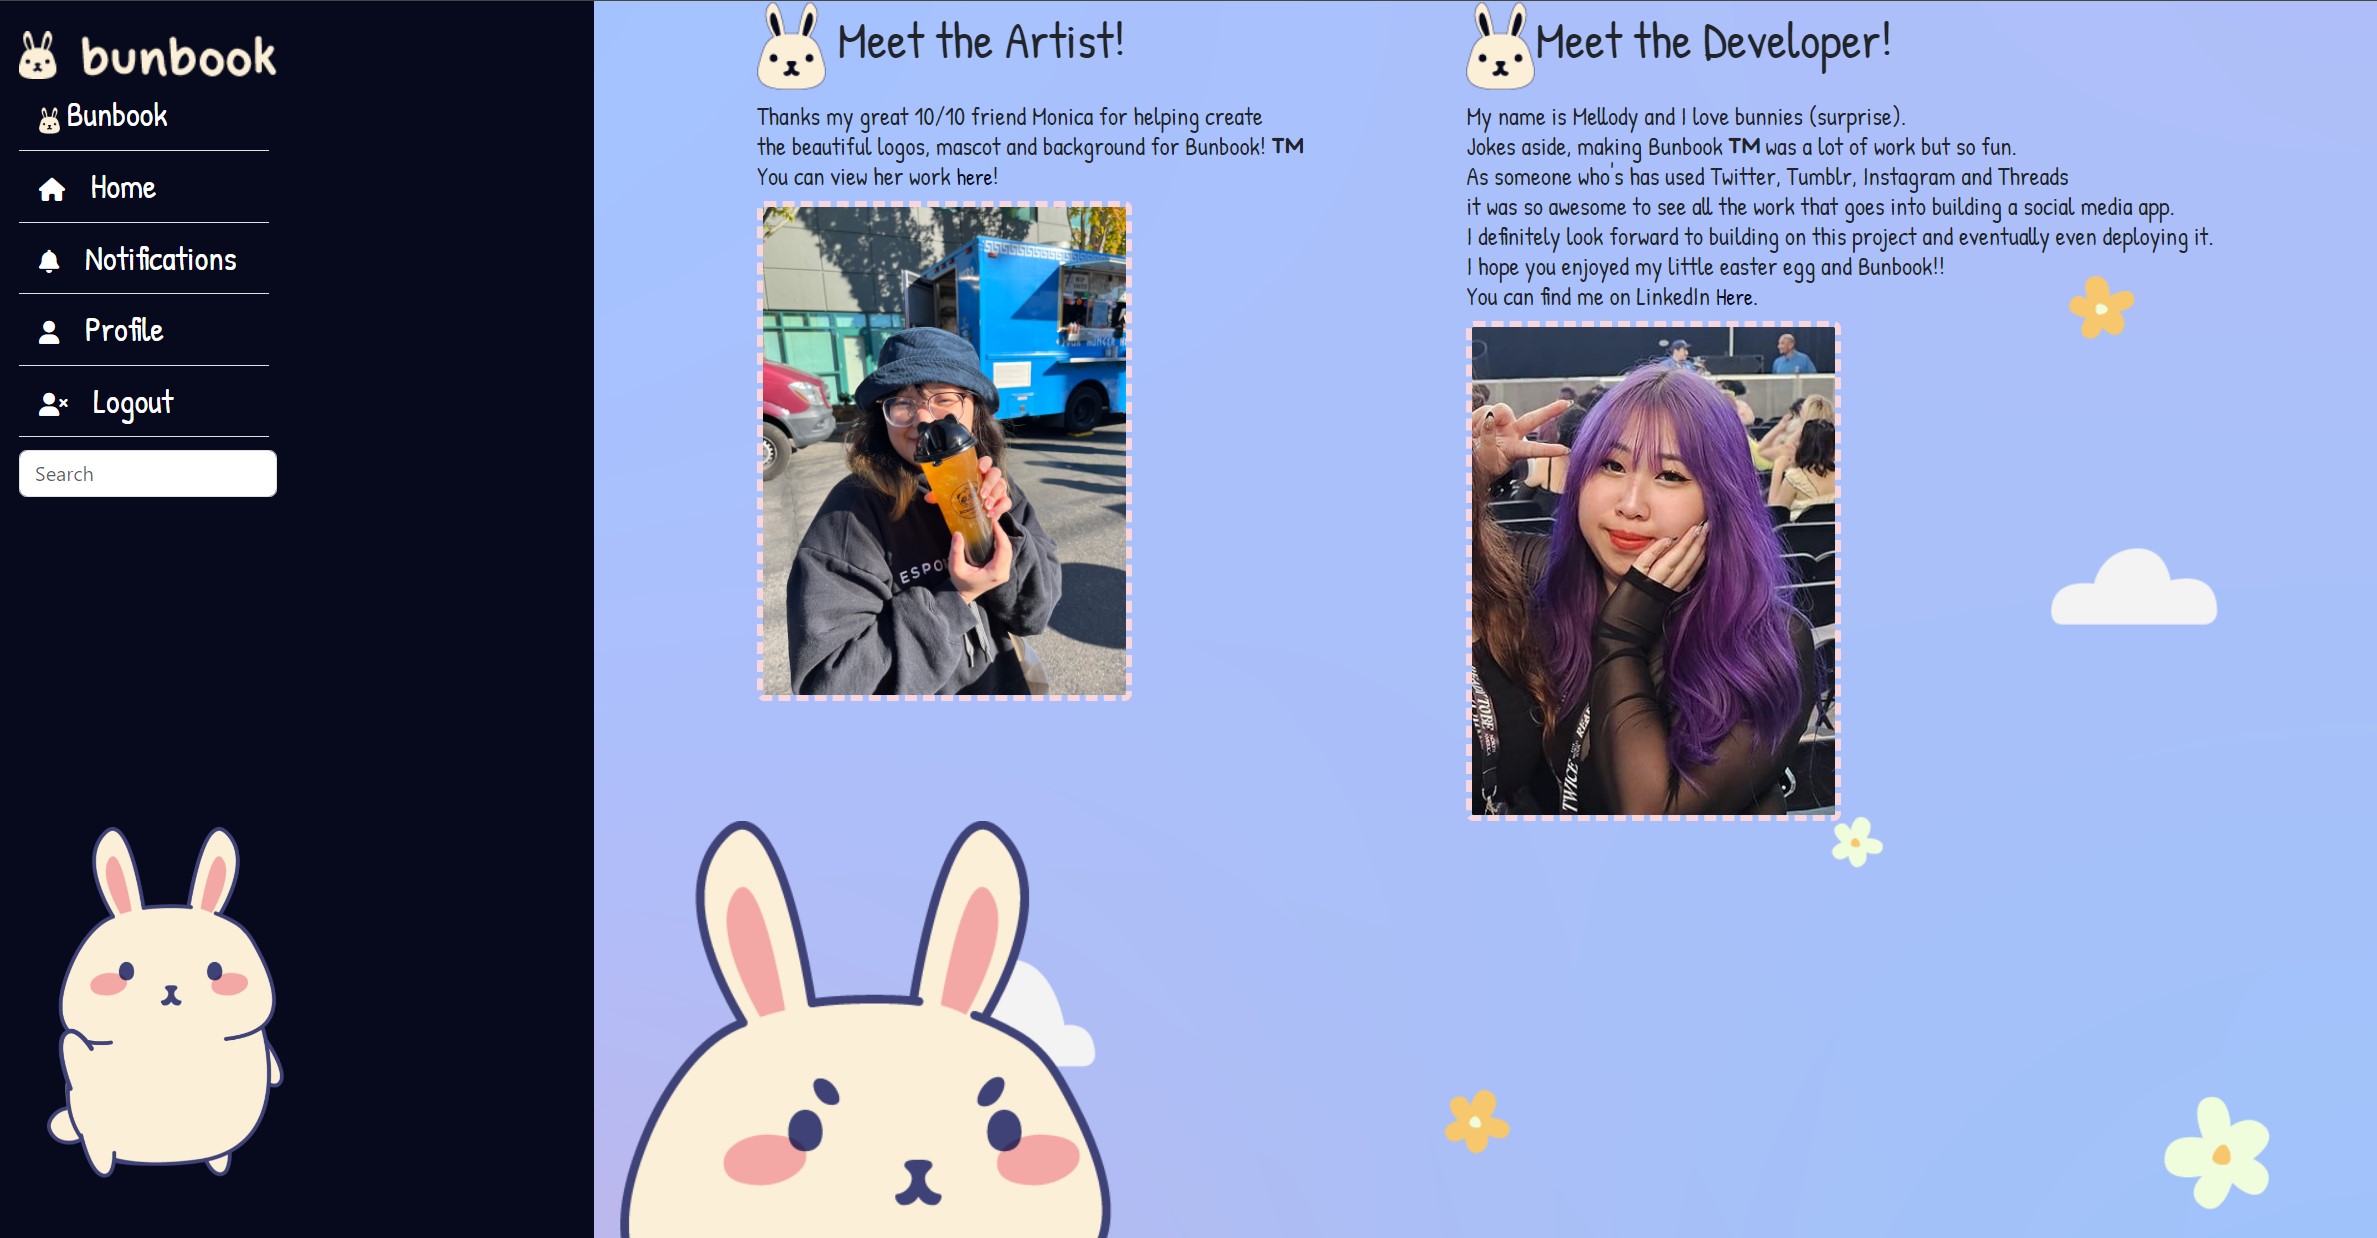 bunbook
Bunbook
Home
Notifications
Profile
Logout
Search
Meet the Artist!
Thanks my great 10/10 friend Monica for helping create
the beautiful logos, mascot and background for Bunbook! TM
You can view her work here!
ESPO
Meet the Developer!
My name is Mellody and I love bunnies (surprise).
Jokes aside, making Bunbook TM was a lot of work but so fun.
As someone who's has used Twitter, Tumblr, Instagram and Threads
it was so awesome to see all the work that goes into building a social media app.
I definitely look forward to building on this project and eventually even deploying it.
I hope you enjoyed my little easter egg and Bunbook!!
You can find me on LinkedIn Here.
TWICE